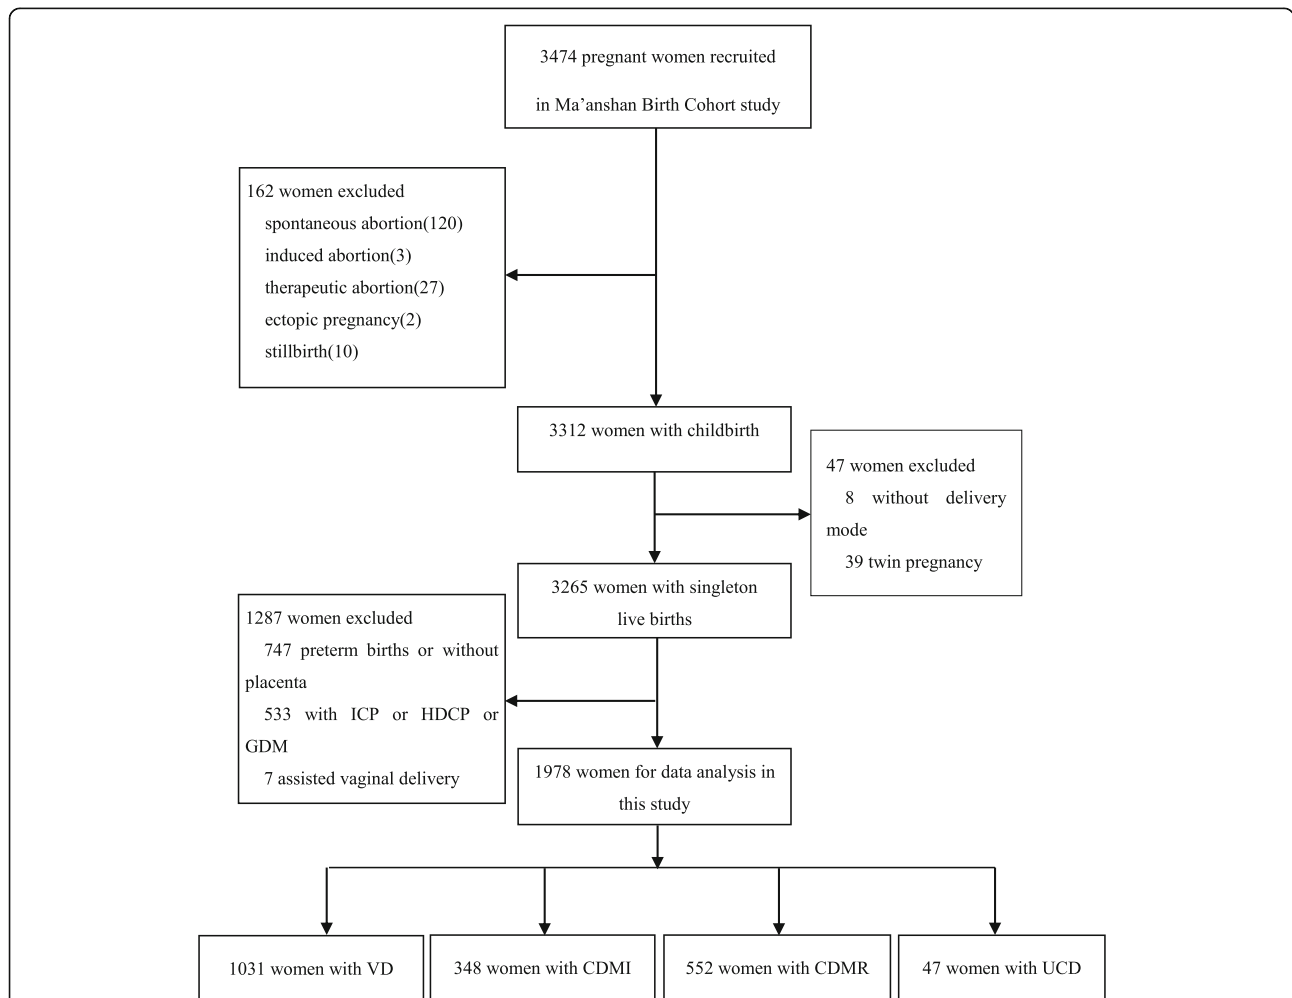 3474 pregnant women recruited
in Ma’anshan Birth Cohort study
162 women excluded
spontaneous abortion(120)
induced abortion(3)
therapeutic abortion(27)
ectopic pregnancy(2)
stillbirth(10)
3312 women with childbirth
47 women excluded
8 without delivery
mode
39 twin pregnancy
3265 women with singleton
live births
1287 women excluded
747 preterm births or without
placenta
533 with ICP or HDCP or
GDM
7 assisted vaginal delivery
1978 women for data analysis in
this study
1031 women with VD
348 women with CDMI
552 women with CDMR
47 women with UCD